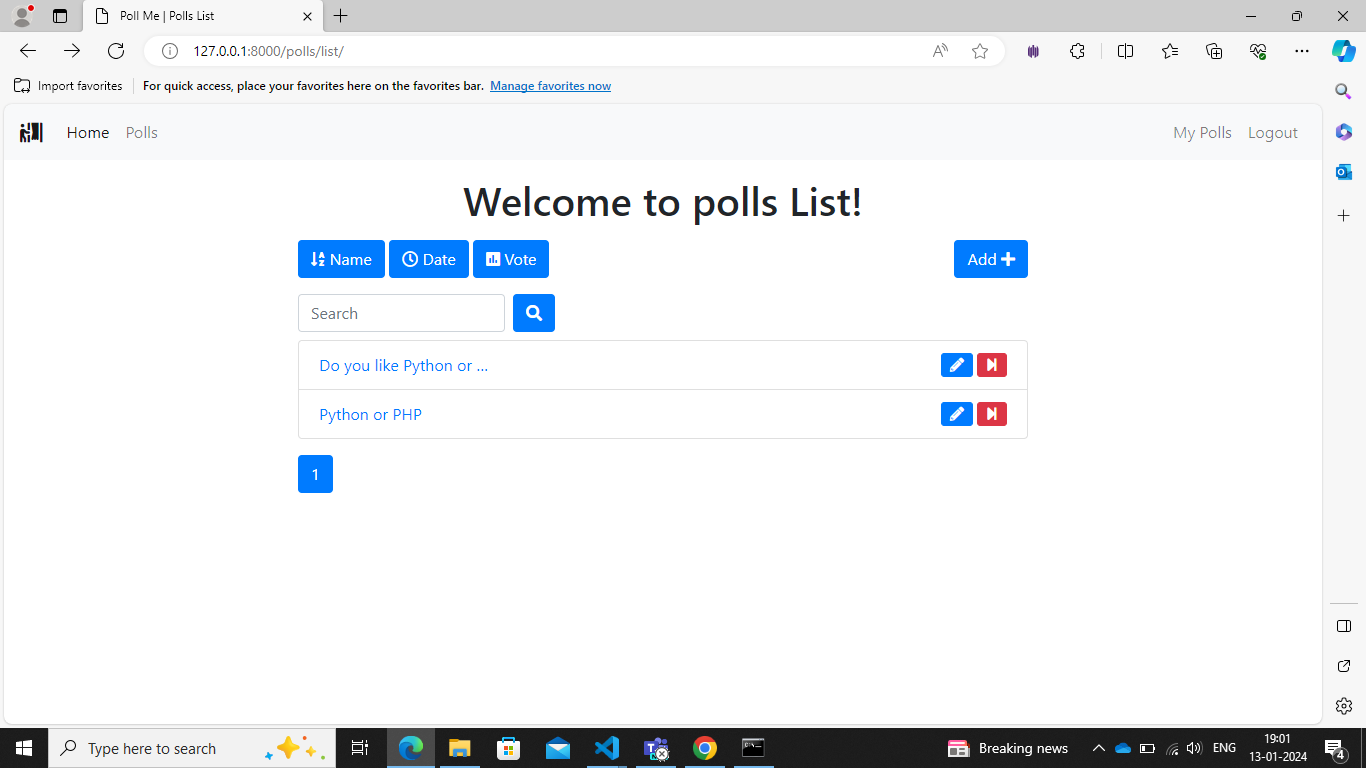 Poll Me | Polls List
127.0.0.1:8000/polls/list/
Import favorites
For quick access, place your favorites here on the favorites bar. Manage favorites now
Home Polls My Polls Logout
Welcome to polls List!
Name Date Vote Add
Search
Do you like Python or ...
Python or PHP
1
Type here to search
Breaking news
ENG
19:01
13-01-2024
4